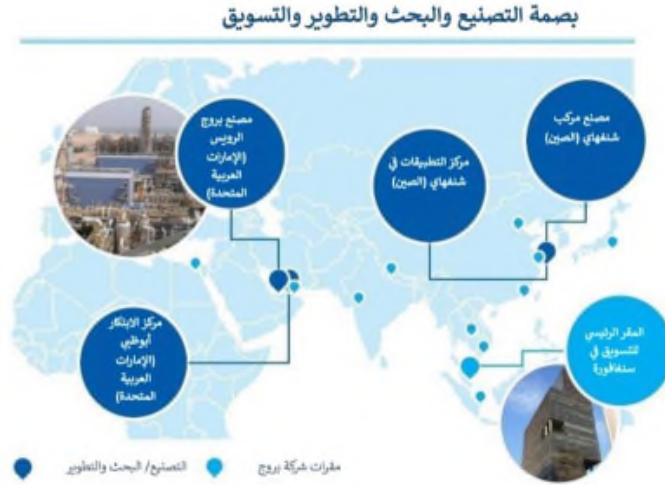 بصمة التصنيع والبحث والتطوير والتسويق
مصنع بروج
الرويس
(الإمارات
العربية
المتحدة)
مركز التطبيقات في
شنغهاي (الصين)
مصنع مركب
شنغهاي (الصين)
مركز الابتكار
أبوظبي
(الإمارات
العربية
المتحدة)
المقر الرئيسي
للتسويق في
سنغافورة
مقرات شركة بروج
التصنيع/ البحث والتطوير